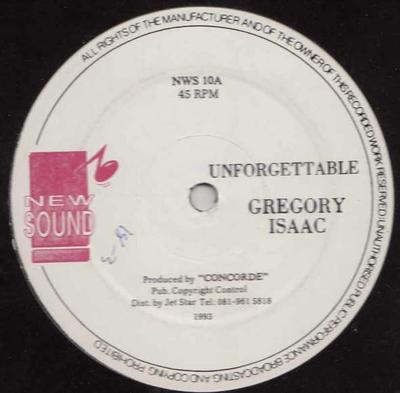 ALL RIGHTS OF THE MANUFACTURER AND OF THE OWNER OF THIS RECORDED WORK RESERVED UNAUTHORISED PUBLIC PERFORMANCE BROADCASTING AND COPYING PROHIBITED
NWS 10A
45 RPM
NEW
SOUND
UNFORGETTABLE
GREGORY
ISAAC
Produced by "CONCORDE"
Pub. Copyright Control
Dist. by Jet Star Tel: 081-961 5818
1993